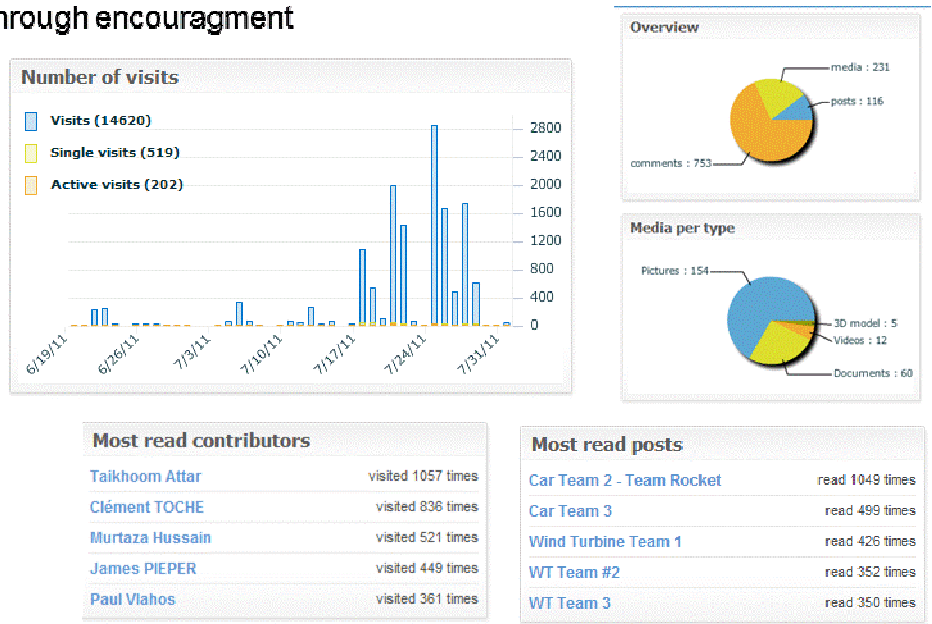 hrough encouragment
Number of visits
Visits (14620)
Single visits (519)
Active visits (202)
2800
2400
2000
1600
1200
800
400
0
6/19/11
6/26/11
7/3/11
7/10/11
7/17/11
7/24/11
7/31/11
Overview
media : 231
posts : 116
comments : 753
Media per type
Pictures : 154
3D model : 5
Videos : 12
Documents : 60
Most read contributors
Taikhoom Attar visited 1057 times
Clément TOCHE visited 836 times
Murtaza Hussain visited 521 times
James PIEPER visited 449 times
Paul Vlahos visited 361 times
Most read posts
Car Team 2 - Team Rocket read 1049 times
Car Team 3 read 499 times
Wind Turbine Team 1 read 426 times
WT Team #2 read 352 times
WT Team 3 read 350 times